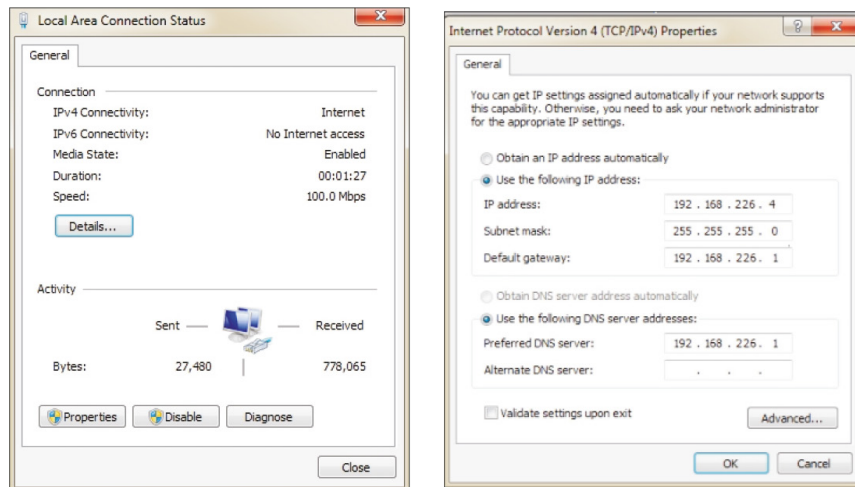 Local Area Connection Status
General
Connection
IPv4 Connectivity: Internet
IPv6 Connectivity: No Internet access
Media State: Enabled
Duration: 00:01:27
Speed: 100.0 Mbps
Details...
Activity
Sent Received
Bytes: 27,480 778,065
Properties Disable Diagnose
Close
Internet Protocol Version 4 (TCP/IPv4) Properties
General
You can get IP settings assigned automatically if your network supports
this capability. Otherwise, you need to ask your network administrator
for the appropriate IP settings.
Obtain an IP address automatically
Use the following IP address:
IP address: 192 . 168 . 226 . 4
Subnet mask: 255 . 255 . 255 . 0
Default gateway: 192 . 168 . 226 . 1
Obtain DNS server address automatically
Use the following DNS server addresses:
Preferred DNS server: 192 . 168 . 226 . 1
Alternate DNS server: . . .
Validate settings upon exit
Advanced...
OK Cancel